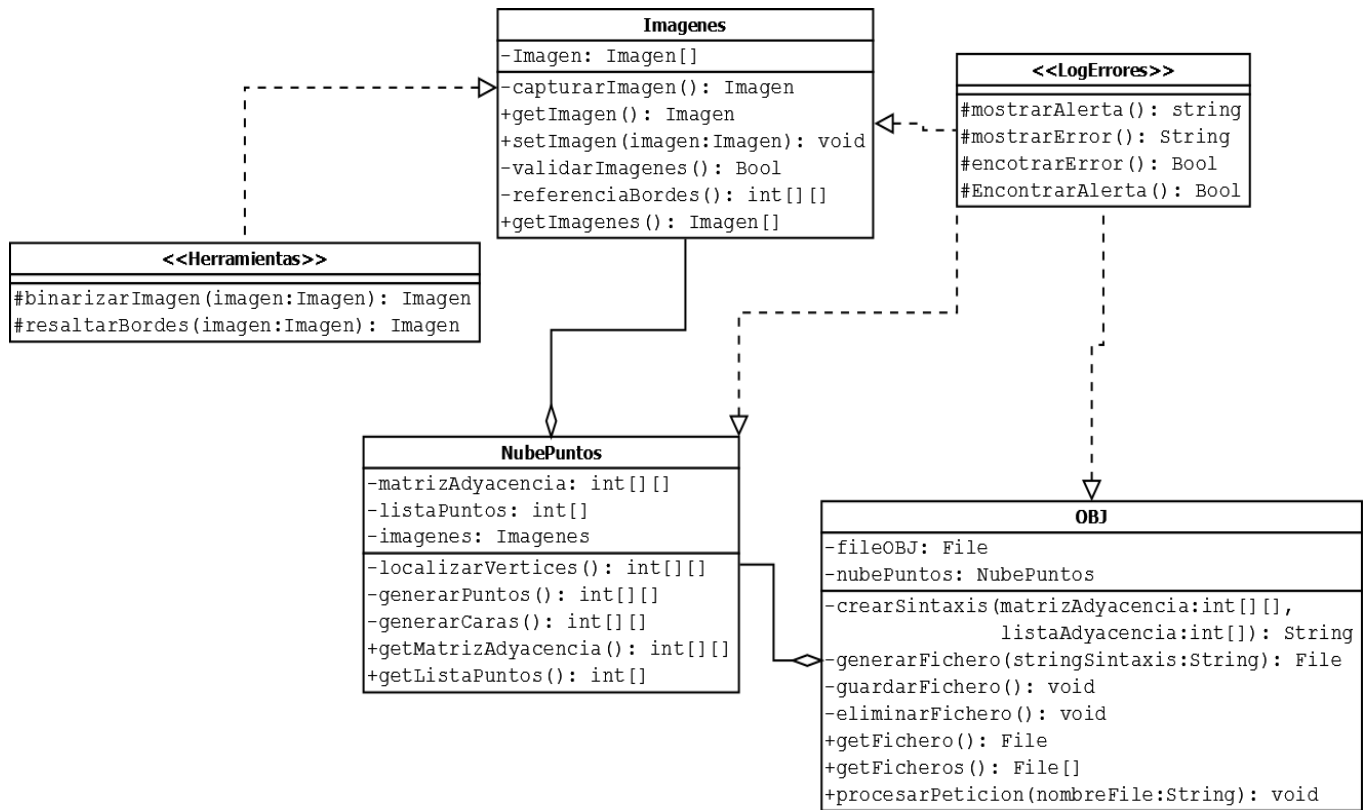 Imagenes
-Imagen: Imagen[]
-capturarImagen(): Imagen
+getImagen(): Imagen
+setImagen(imagen:Imagen): void
-validarImagenes(): Bool
-referenciaBordes(): int[][]
+getImagenes(): Imagen[]
<<LogErrores>>
#mostrarAlerta(): string
#mostrarError(): String
#encotrarError(): Bool
#EncontrarAlerta(): Bool
<<Herramientas>>
#binarizarImagen(imagen:Imagen): Imagen
#resaltarBordes(imagen:Imagen): Imagen
NubePuntos
-matrizAdyacencia: int[][]
-listaPuntos: int[]
-imagenes: Imagenes
-localizarVertices(): int[][]
-generarPuntos(): int[][]
-generarCaras(): int[][]
+getMatrizAdyacencia(): int[][]
+getListaPuntos(): int[]
OBJ
-fileOBJ: File
-nubePuntos: NubePuntos
-crearSintaxis(matrizAdyacencia:int[][],
listaAdyacencia:int[]): String
-generarFichero(stringSintaxis:String): File
-guardarFichero(): void
-eliminarFichero(): void
+getFichero(): File
+getFicheros(): File[]
+procesarPeticion(nombreFile:String): void